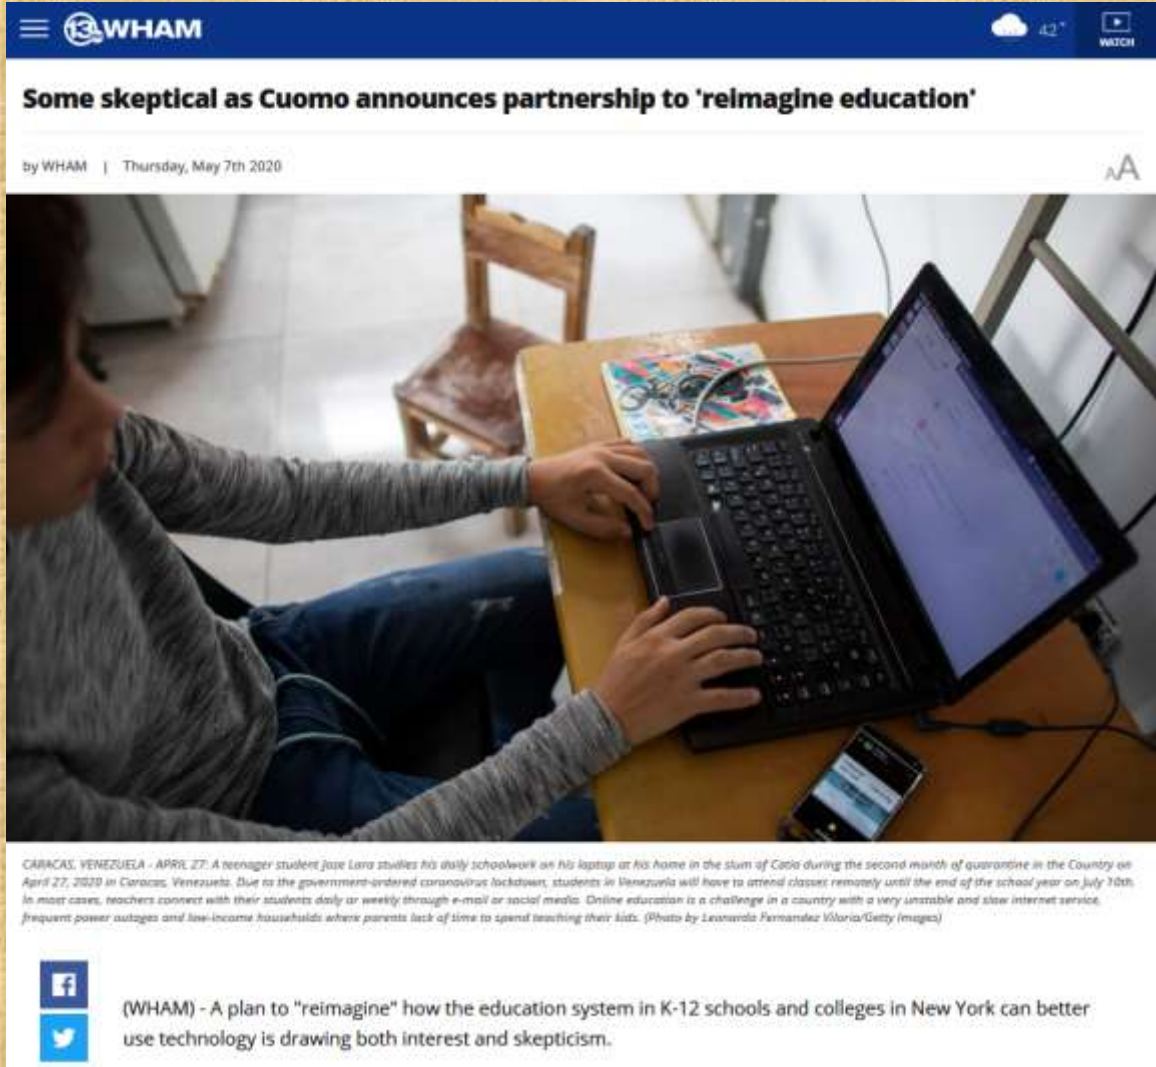 13 WHAM
42°
WATCH
Some skeptical as Cuomo announces partnership to 'reimagine education'
by WHAM | Thursday, May 7th 2020
AA
CARACAS, VENEZUELA - APRIL 27: A teenager student Jose Lara studies his daily schoolwork on his laptop at his home in the slum of Catia during the second month of quarantine in the Country on
April 27, 2020 in Caracas, Venezuela. Due to the government-ordered coronavirus lockdown, students in Venezuela will have to attend classes remotely until the end of the school year on July 10th.
In most cases, teachers connect with their students daily or weekly through e-mail or social media. Online education is a challenge in a country with a very unstable and slow internet service,
frequent power outages and low-income households where parents lack of time to spend teaching their kids. (Photo by Leonardo Fernandez Viloria/Getty Images)
(WHAM) - A plan to "reimagine" how the education system in K-12 schools and colleges in New York can better
use technology is drawing both interest and skepticism.